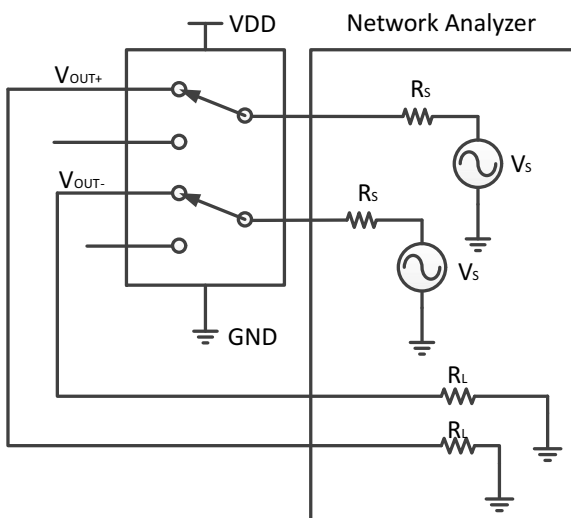 VDD
Network Analyzer
VOUT+
RS
VS
VOUT-
RS
VS
GND
RL
RL